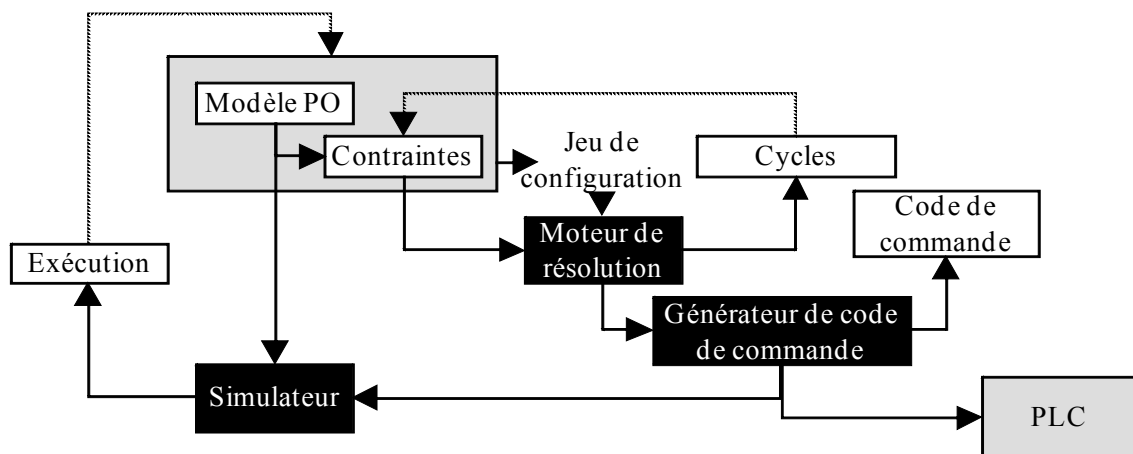 Modèle PO
Contraintes
Jeu de
configuration
Cycles
Code de
commande
Moteur de
résolution
Exécution
Générateur de code
de commande
Simulateur
PLC